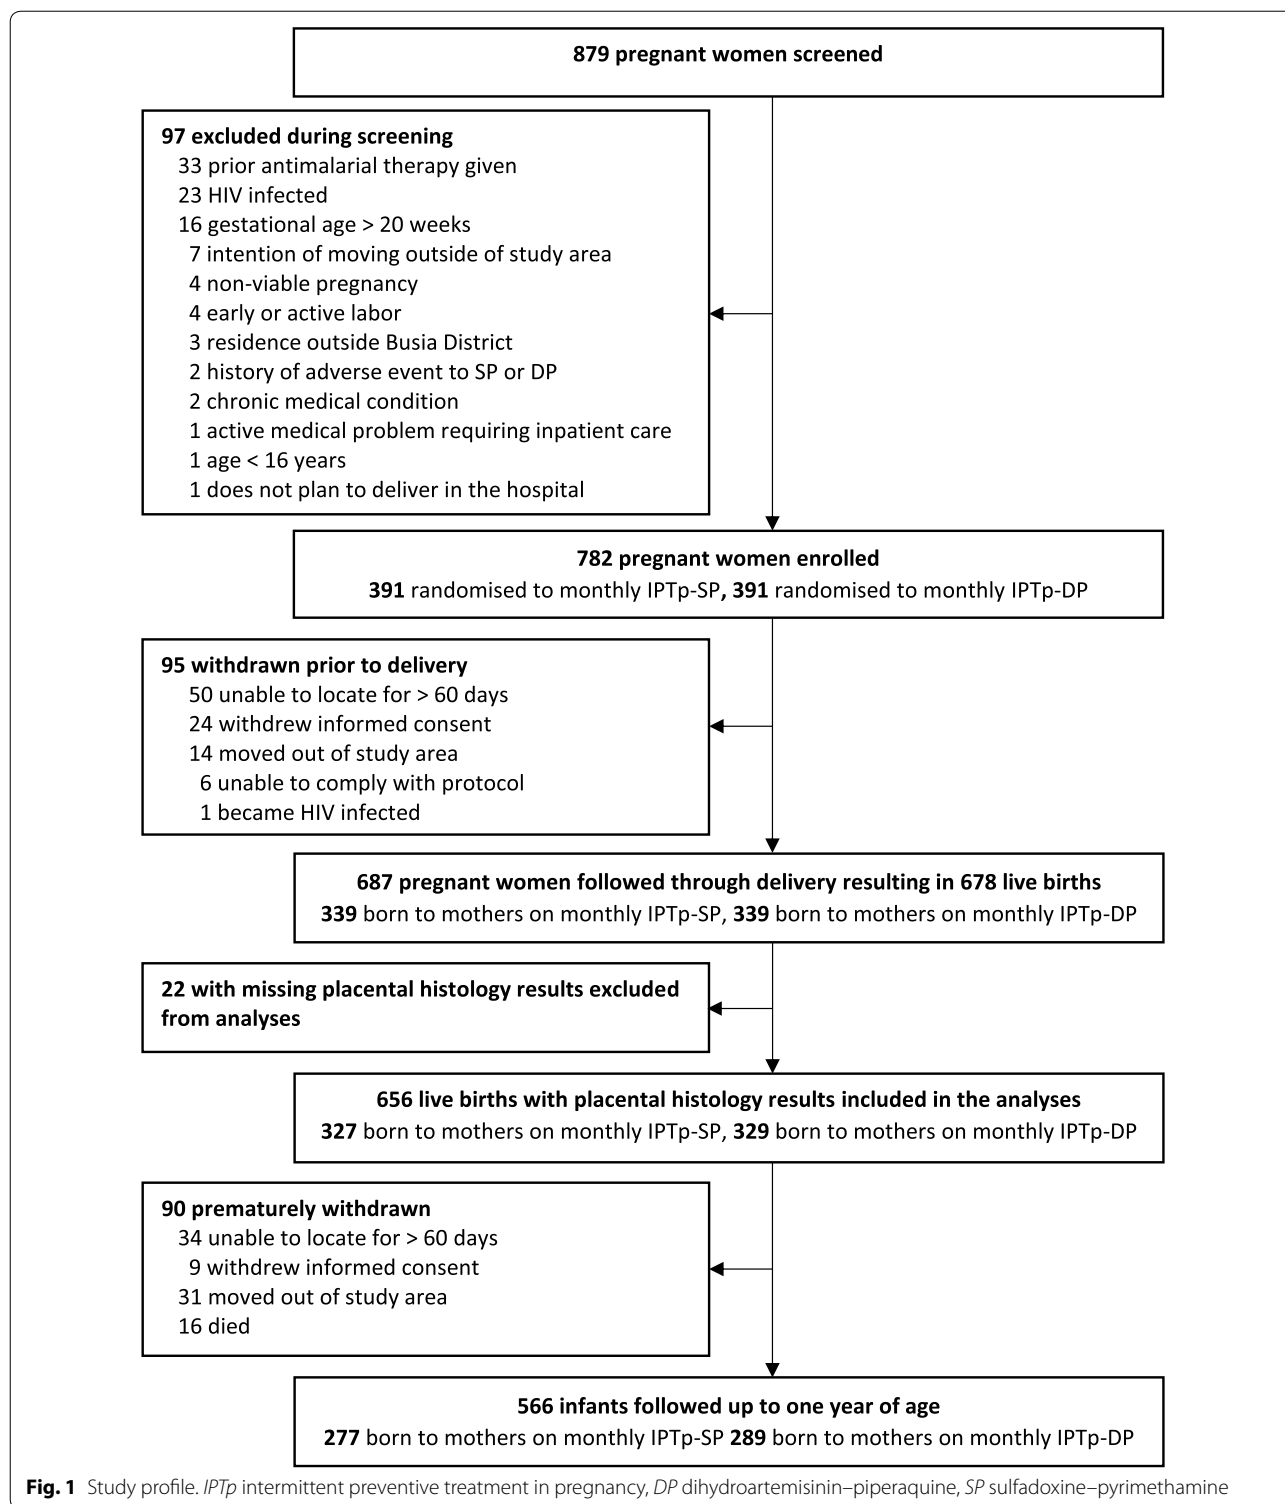 879 pregnant women screened
97 excluded during screening
33 prior antimalarial therapy given
23 HIV infected
16 gestational age > 20 weeks
7 intention of moving outside of study area
4 non-viable pregnancy
4 early or active labor
3 residence outside Busia District
2 history of adverse event to SP or DP
2 chronic medical condition
1 active medical problem requiring inpatient care
1 age < 16 years
1 does not plan to deliver in the hospital
782 pregnant women enrolled
391 randomised to monthly IPTp-SP, 391 randomised to monthly IPTp-DP
95 withdrawn prior to delivery
50 unable to locate for > 60 days
24 withdrew informed consent
14 moved out of study area
6 unable to comply with protocol
1 became HIV infected
687 pregnant women followed through delivery resulting in 678 live births
339 born to mothers on monthly IPTp-SP, 339 born to mothers on monthly IPTp-DP
22 with missing placental histology results excluded
from analyses
656 live births with placental histology results included in the analyses
327 born to mothers on monthly IPTp-SP, 329 born to mothers on monthly IPTp-DP
90 prematurely withdrawn
34 unable to locate for > 60 days
9 withdrew informed consent
31 moved out of study area
16 died
566 infants followed up to one year of age
277 born to mothers on monthly IPTp-SP 289 born to mothers on monthly IPTp-DP
Fig. 1 Study profile. IPTp intermittent preventive treatment in pregnancy, DP dihydroartemisinin–piperaquine, SP sulfadoxine–pyrimethamine